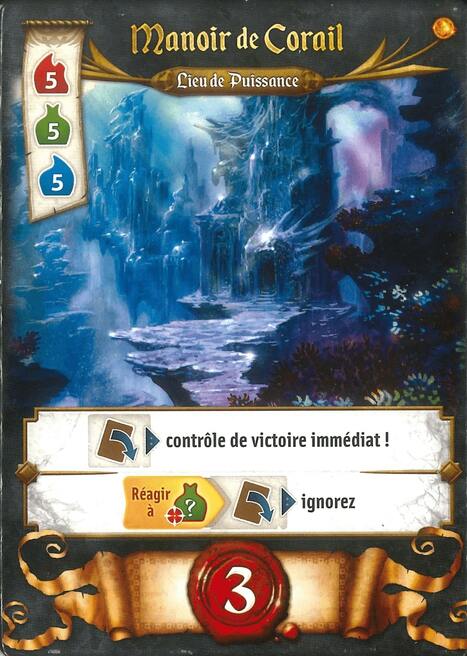 Manoir de Corail
Lieu de Puissance
5
5
5
contrôle de victoire immédiat !
Réagir
à
?
ignorez
3